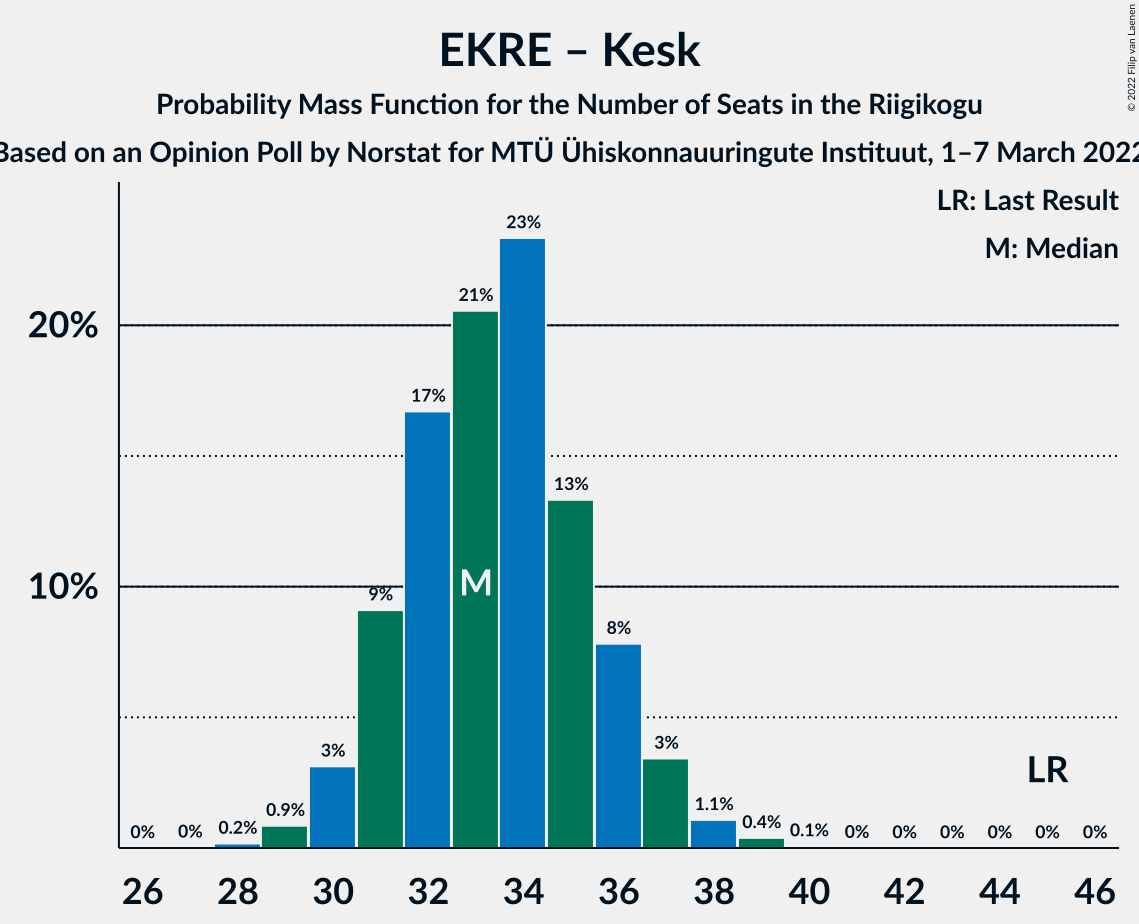 EKRE – Kesk
Probability Mass Function for the Number of Seats in the Riigikogu
Based on an Opinion Poll by Norstat for MTÜ Ühiskonnauuringute Instituut, 1–7 March 2022
© 2022 Filip van Laenen
LR: Last Result
M: Median
20%
10%
0% 0% 0.2% 0.9% 3% 9% 17% 21% 23% 13% 8% 3% 1.1% 0.4% 0.1% 0% 0% 0% 0% 0% 0%
M
LR
26 28 30 32 34 36 38 40 42 44 46